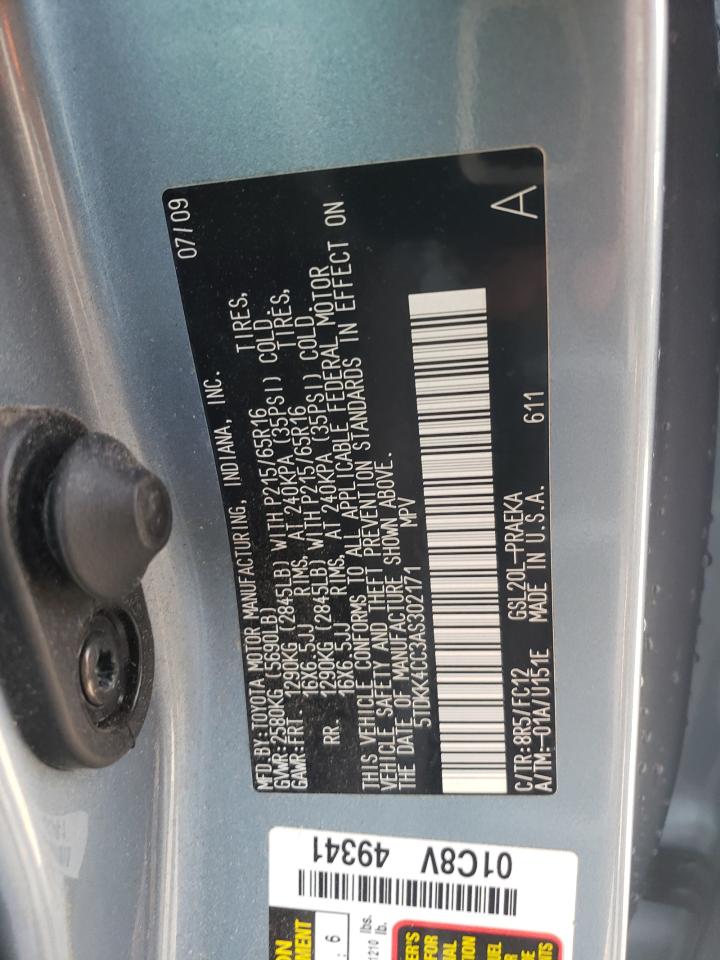 07/09
MFD.BY:TOYOTA MOTOR MANUFACTURING, INDIANA, INC.
GVWR:2580KG (5690LB)
GAWR:FRT 1290KG (2845LB) WITH P215/65R16 TIRES,
16X6.5JJ RIMS, AT 240KPA (35PSI) COLD.
RR. 1290KG (2845LB) WITH P215/65R16 TIRES,
16X6.5JJ RIMS, AT 240KPA (35PSI) COLD.
THIS VEHICLE CONFORMS TO ALL APPLICABLE FEDERAL MOTOR
VEHICLE SAFETY AND THEFT PREVENTION STANDARDS IN EFFECT ON
THE DATE OF MANUFACTURE SHOWN ABOVE.
5TDKK4CC3AS302171 MPV
C/TR:8R5/FC12 GSL20L-PRAEKA
A/TM:-01A/U151E MADE IN U.S.A. 611
A
01C8V 49341
6
1210 lbs.
lb.